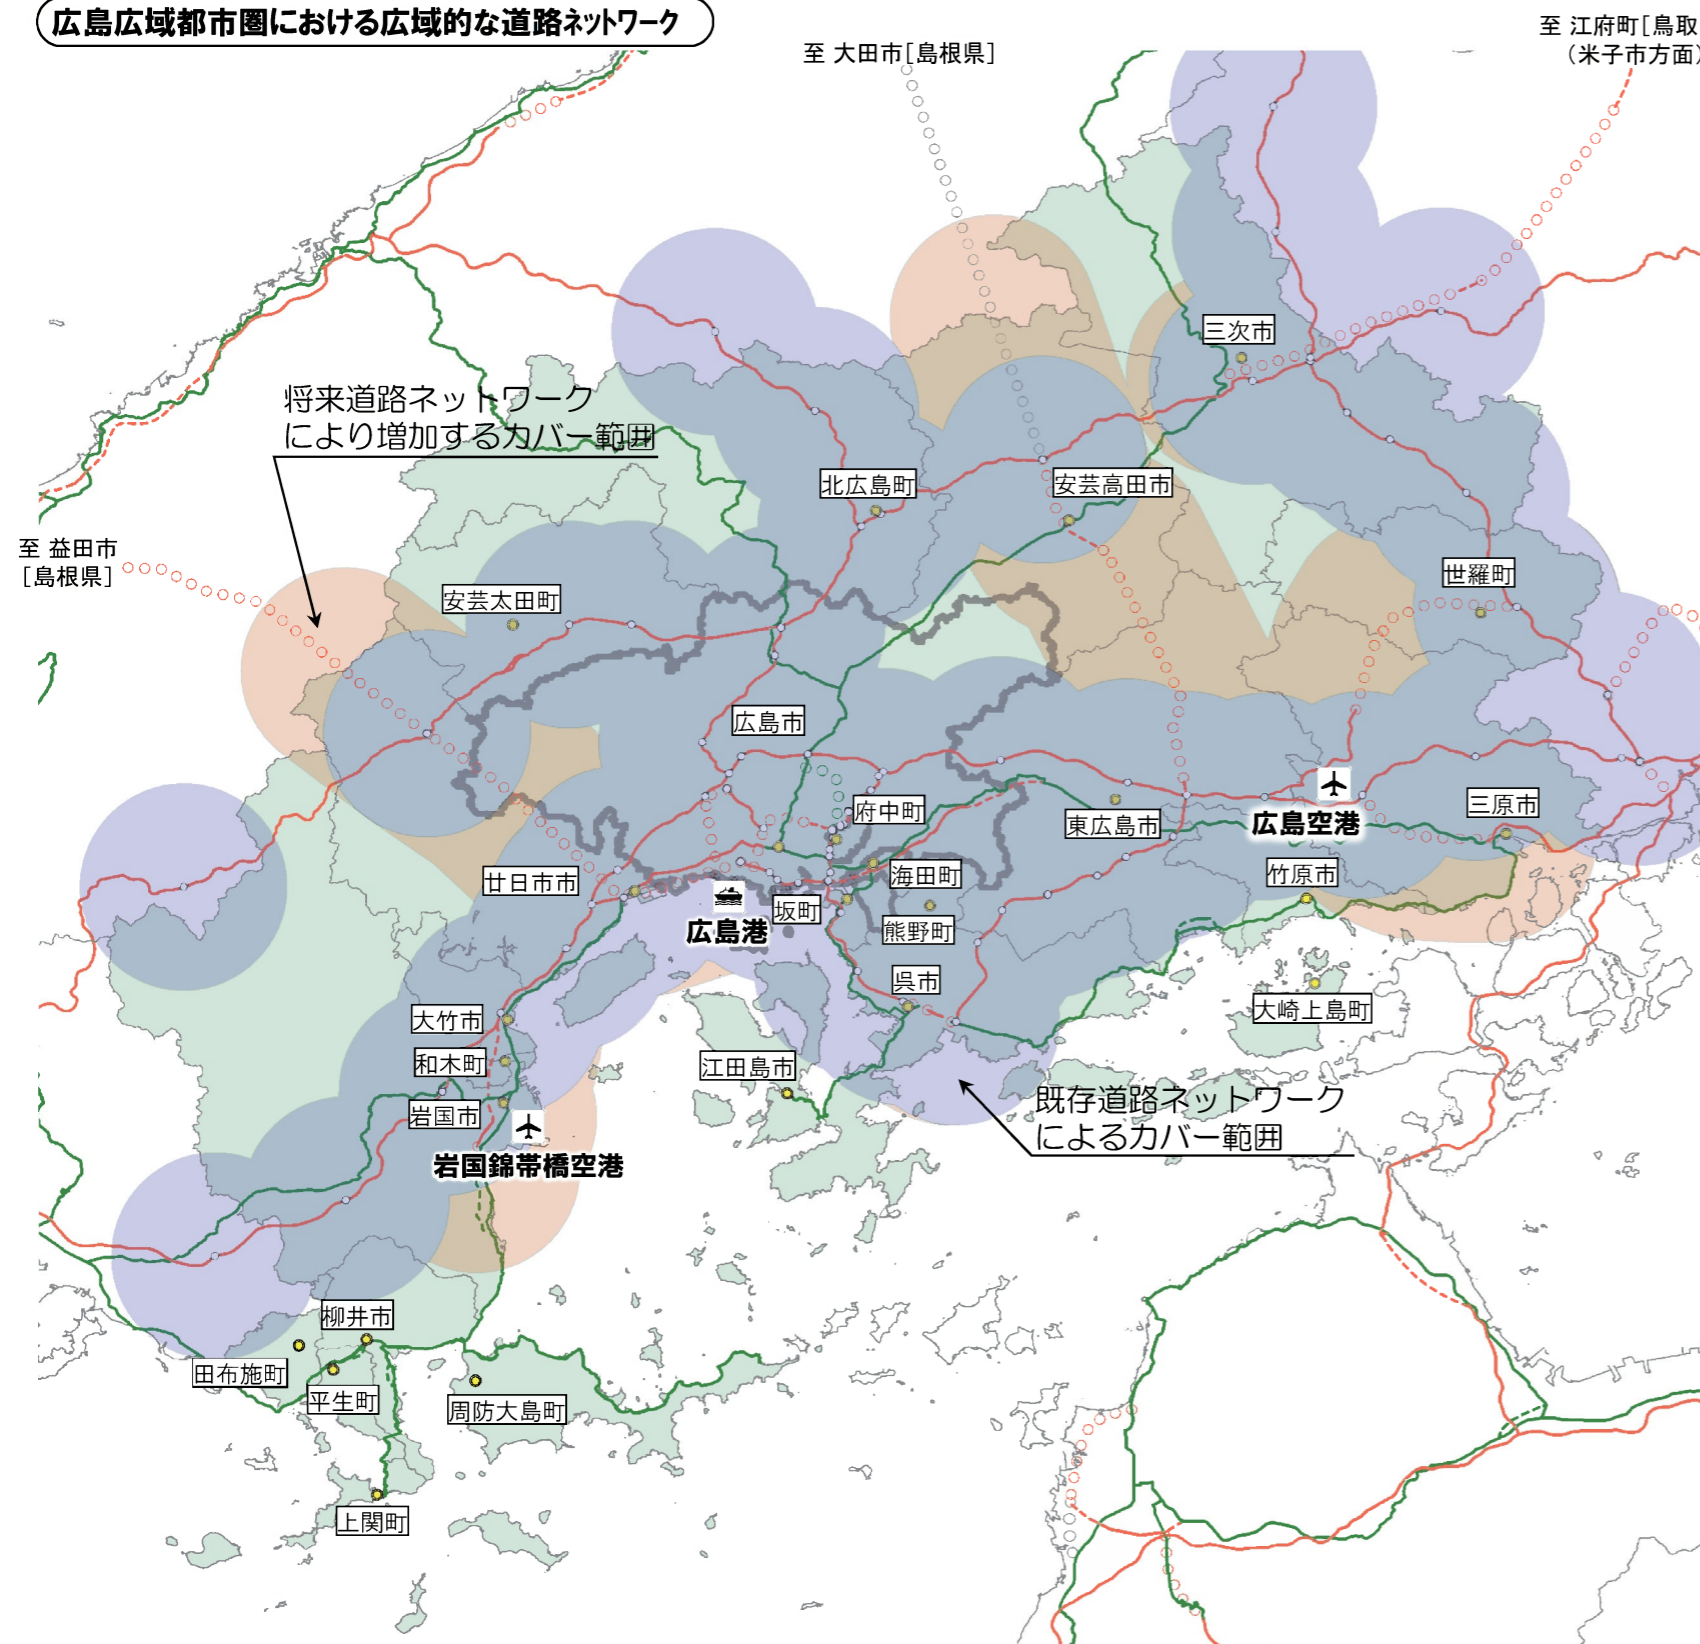 広島広域都市圏における広域的な道路ネットワーク
至 大田市[島根県]
至 江府町[鳥取
(米子市方面)
三次市
将来道路ネットワーク
により増加するカバー範囲
北広島町
安芸高田市
至 益田市
[島根県]
安芸太田町
世羅町
広島市
府中町
東広島市
広島空港
三原市
廿日市市
海田町
竹原市
坂町
広島港
熊野町
呉市
大竹市
大崎上島町
和木町
江田島市
岩国市
既存道路ネットワーク
によるカバー範囲
岩国錦帯橋空港
柳井市
田布施町
平生町
周防大島町
上関町